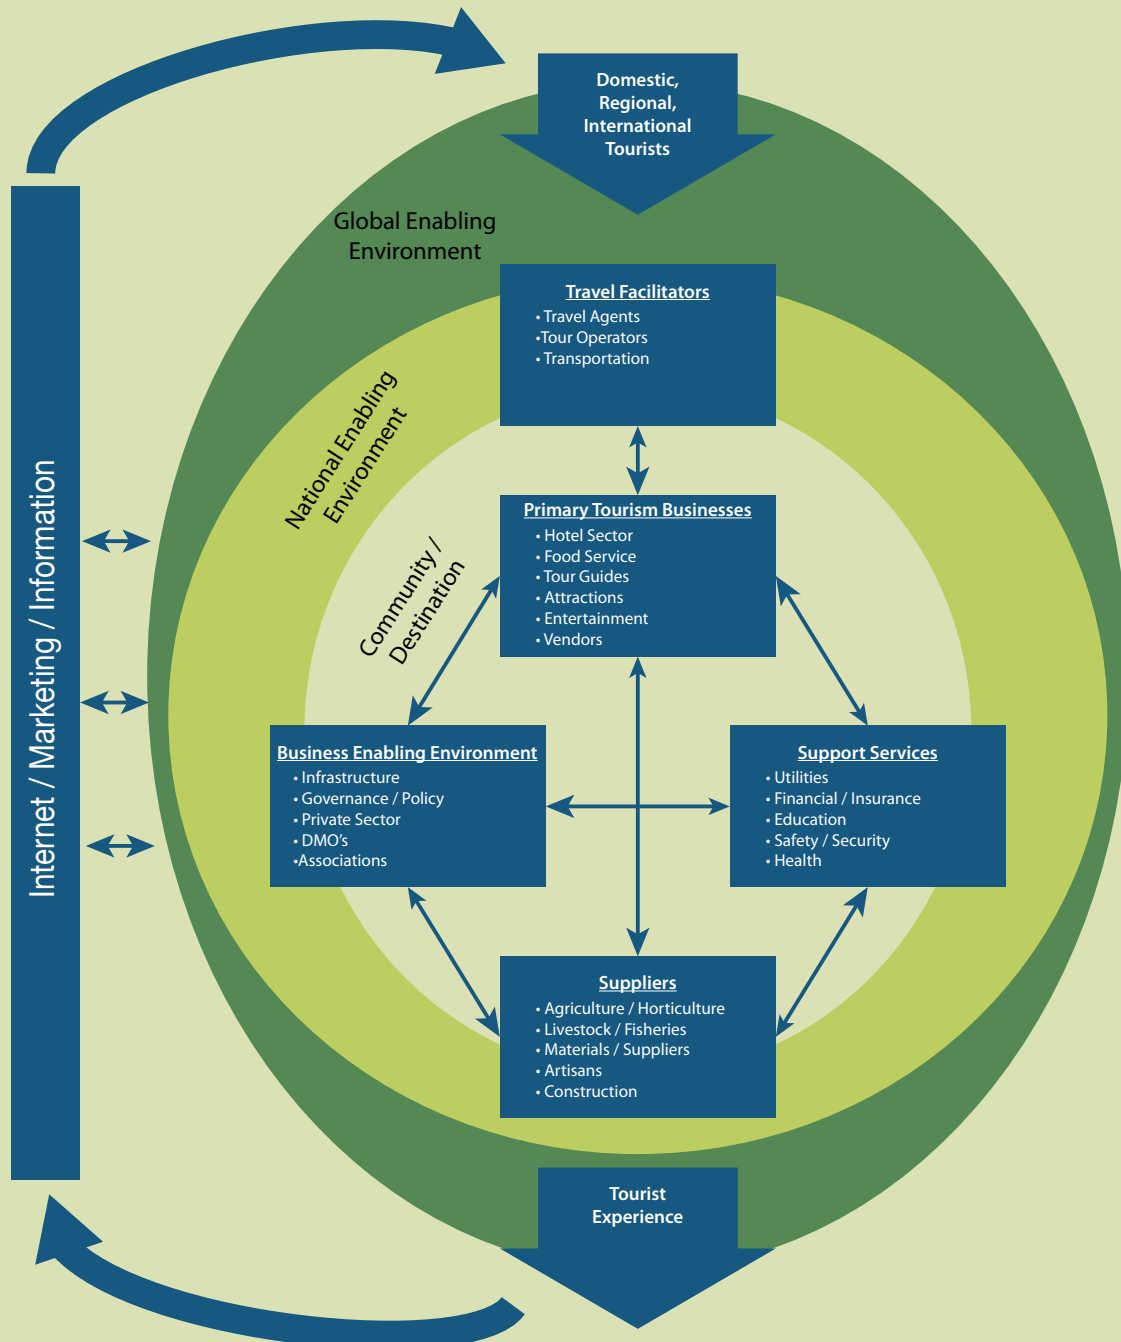 Domestic,
Regional,
International
Tourists
Global Enabling
Environment
Travel Facilitators
• Travel Agents
•Tour Operators
• Transportation
National Enabling
Environment
Community /
Destination
Primary Tourism Businesses
• Hotel Sector
• Food Service
• Tour Guides
• Attractions
• Entertainment
• Vendors
Internet / Marketing / Information
Business Enabling Environment
• Infrastructure
• Governance / Policy
• Private Sector
• DMO's
•Associations
Support Services
• Utilities
• Financial / Insurance
• Education
• Safety / Security
• Health
Suppliers
• Agriculture / Horticulture
• Livestock / Fisheries
• Materials / Suppliers
• Artisans
• Construction
Tourist
Experience